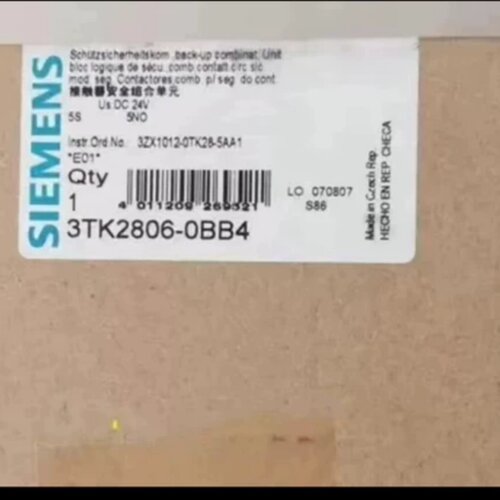 SIEMENS
Schützsicherheitskom. back-up combinat. Unit
bloc logique de sécu. comb.contaft.circ.sic
mod. seg. Contactores.comb. p/ seg. do cont.
接触器安全组合单元
Us DC 24V
5S 5NO
Instr.Ord No.: 3ZX1012-0TK28-5AA1
"E01"
Qty
1
4 011209 269321
LO 070807
S86
Made in Czech Rep.
HECHO EN REP. CHECA
3TK2806-0BB4